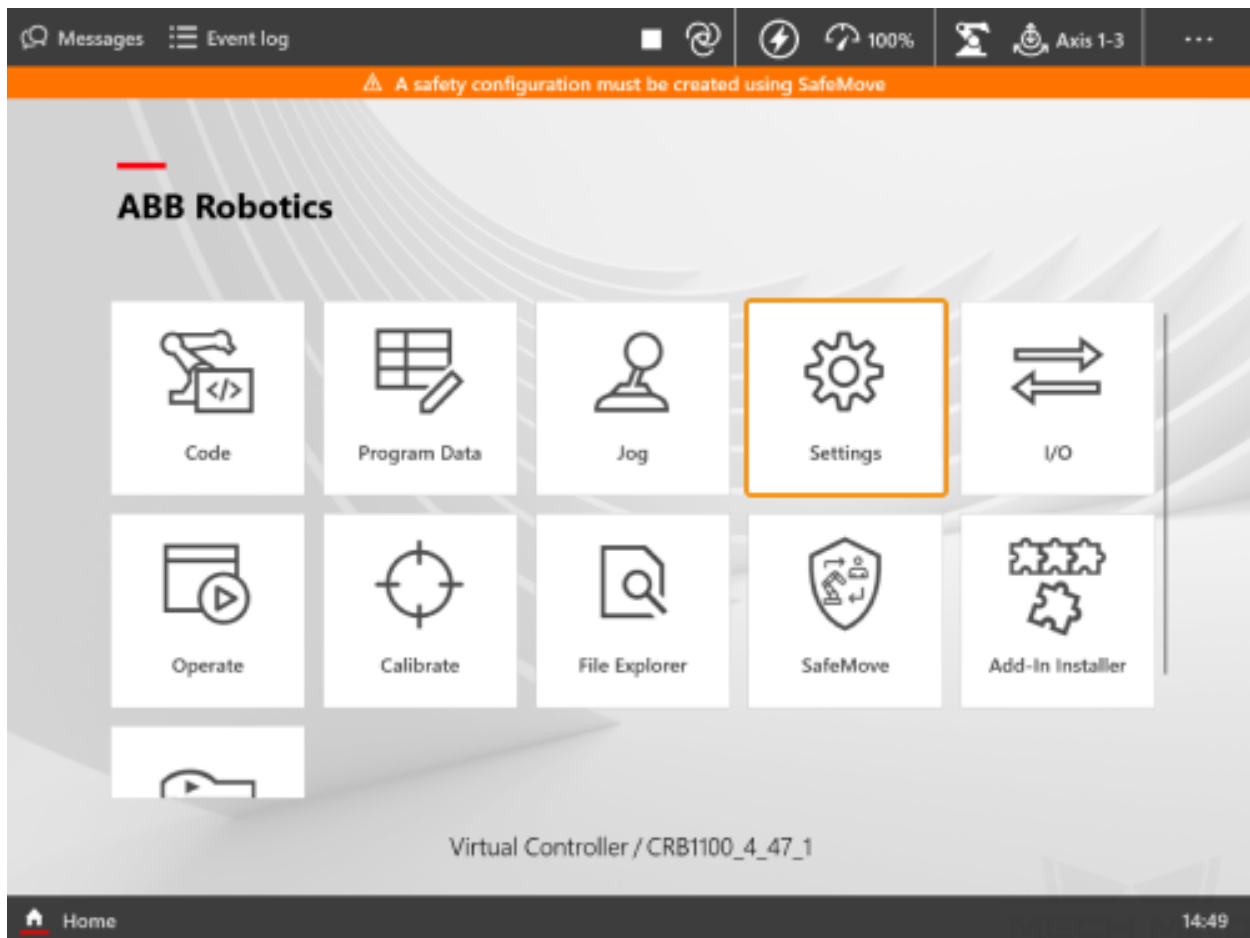 Messages Event log 100% Axis 1-3 ...
A safety configuration must be created using SafeMove
ABB Robotics
</>
Code Program Data Jog Settings I/O
Operate Calibrate File Explorer SafeMove Add-In Installer
Virtual Controller / CRB1100_4_47_1
Home 14:49